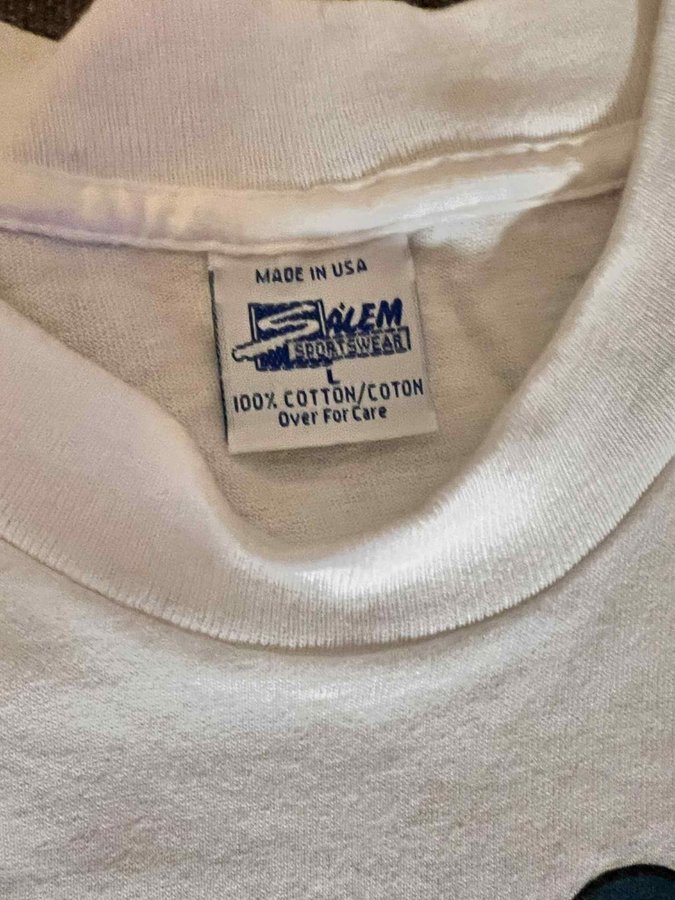 MADE IN USA
SALEM
SPORTSWEAR
L
100% COTTON/COTON
Over For Care